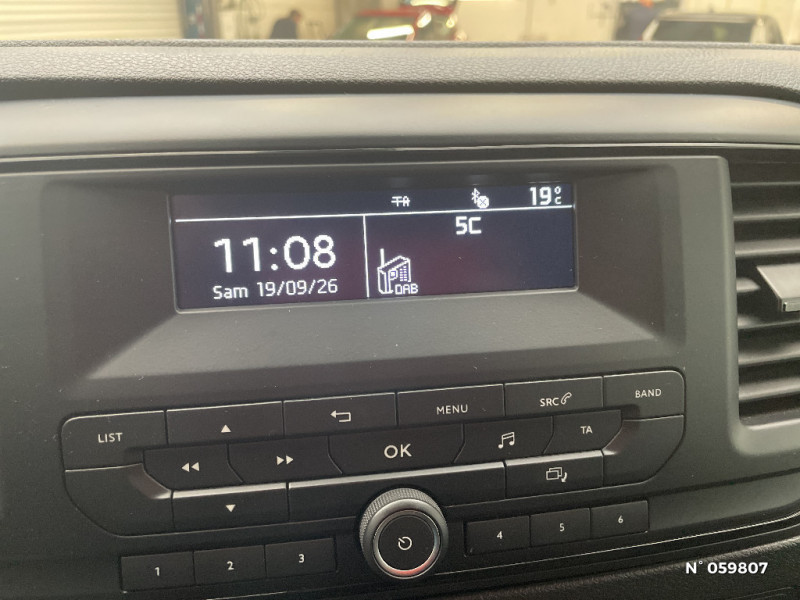 TA
19°C
5C
11:08
Sam 19/09/26
DAB
LIST
MENU
SRC
BAND
OK
TA
1
2
3
4
5
6
N° 059807